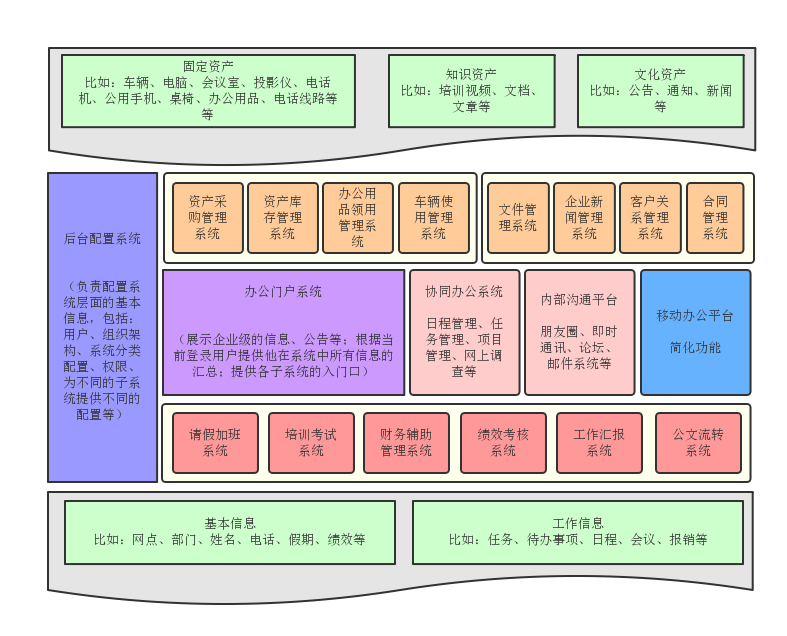 固定资产
比如：车辆、电脑、会议室、投影仪、电话
机、公用手机、桌椅、办公用品、电话线路等
等
知识资产
比如：培训视频、文档、
文章等
文化资产
比如：公告、通知、新闻
等
后台配置系统
（负责配置系
统层面的基本
信息，包括：
用户、组织架
构、系统分类
配置、权限、
为不同的子系
统提供不同的
配置等）
资产采
购管理
系统
资产库
存管理
系统
办公用
品领用
管理系
统
车辆使
用管理
系统
文件管
理系统
企业新
闻管理
系统
客户关
系管理
系统
合同
管理
系统
办公门户系统
（展示企业级的信息、公告等；根据当
前登录用户提供他在系统中所有信息的
汇总；提供各子系统的入门口）
协同办公系统
日程管理、任
务管理、项目
管理、网上调
查等
内部沟通平台
朋友圈、即时
通讯、论坛、
邮件系统等
移动办公平台
简化功能
请假加班
系统
培训考试
系统
财务辅助
管理系统
绩效考核
系统
工作汇报
系统
公文流转
系统
基本信息
比如：网点、部门、姓名、电话、假期、绩效等
工作信息
比如：任务、待办事项、日程、会议、报销等